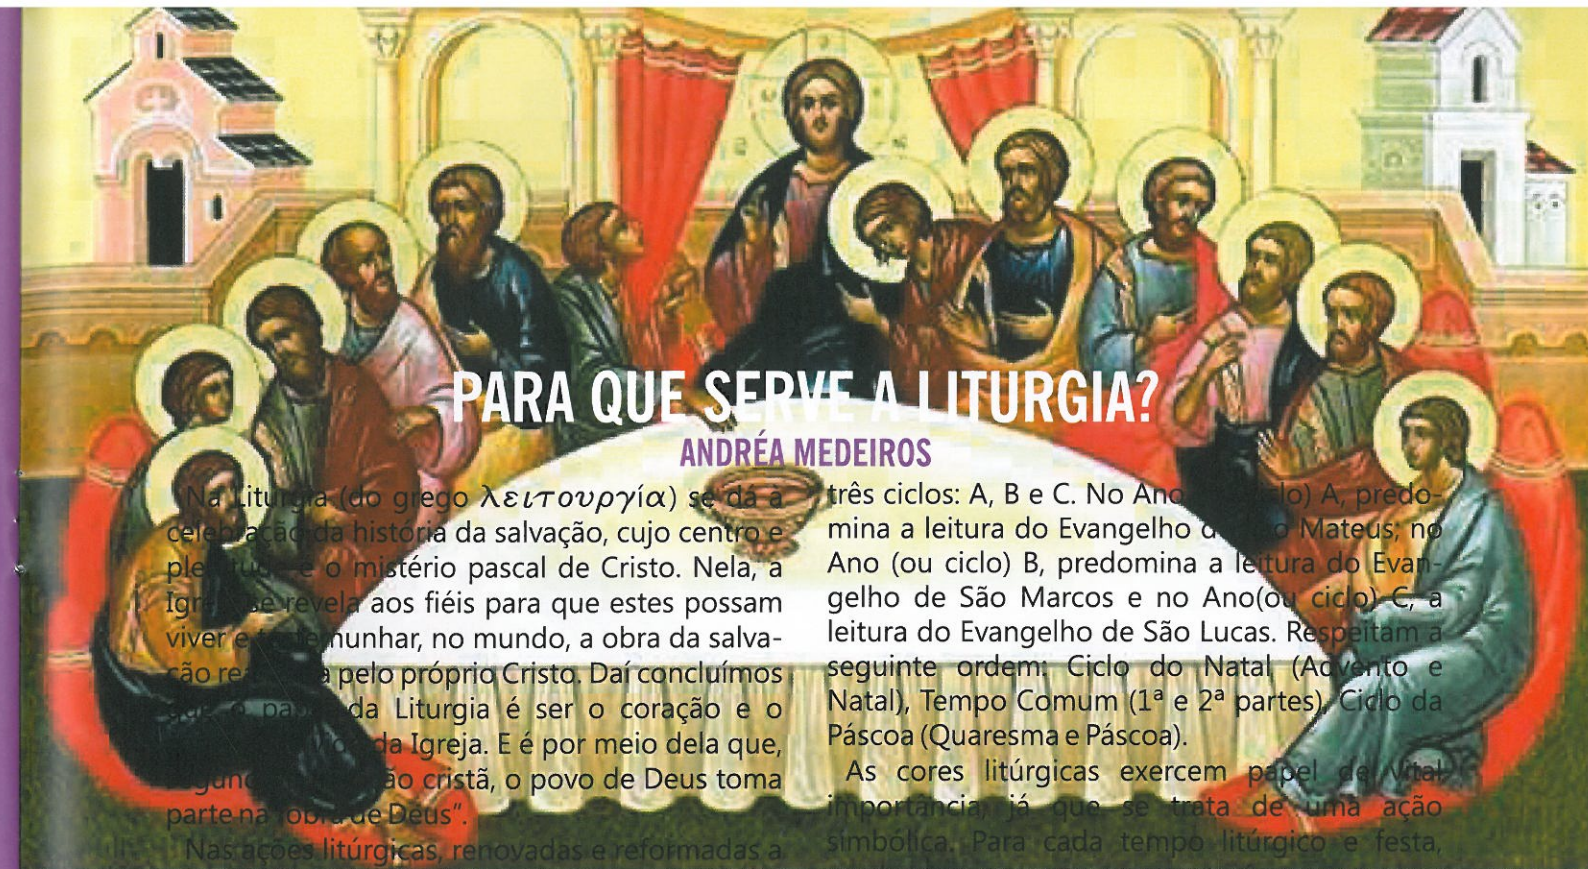 PARA QUE SERVE A LITURGIA?
ANDRÉA MEDEIROS
Na Liturgia (do grego λειτουργία) se dá a
celebração da história da salvação, cujo centro e
plenitude é o mistério pascal de Cristo. Nela, a
Igreja se revela aos fiéis para que estes possam
viver e testemunhar, no mundo, a obra da salva-
ção realizada pelo próprio Cristo. Daí concluímos
que o papel da Liturgia é ser o coração e o
da Igreja. E é por meio dela que,
cristã, o povo de Deus toma
parte na "obra de Deus".
Nas ações litúrgicas, renovadas e reformadas a
três ciclos: A, B e C. No Ano (ou ciclo) A, predo-
mina a leitura do Evangelho de São Mateus; no
Ano (ou ciclo) B, predomina a leitura do Evan-
gelho de São Marcos e no Ano(ou ciclo) C, a
leitura do Evangelho de São Lucas. Respeitam a
seguinte ordem: Ciclo do Natal (Advento e
Natal), Tempo Comum (1ª e 2ª partes), Ciclo da
Páscoa (Quaresma e Páscoa).
As cores litúrgicas exercem papel de vital
importância, já que se trata de uma ação
simbólica. Para cada tempo litúrgico e festa,